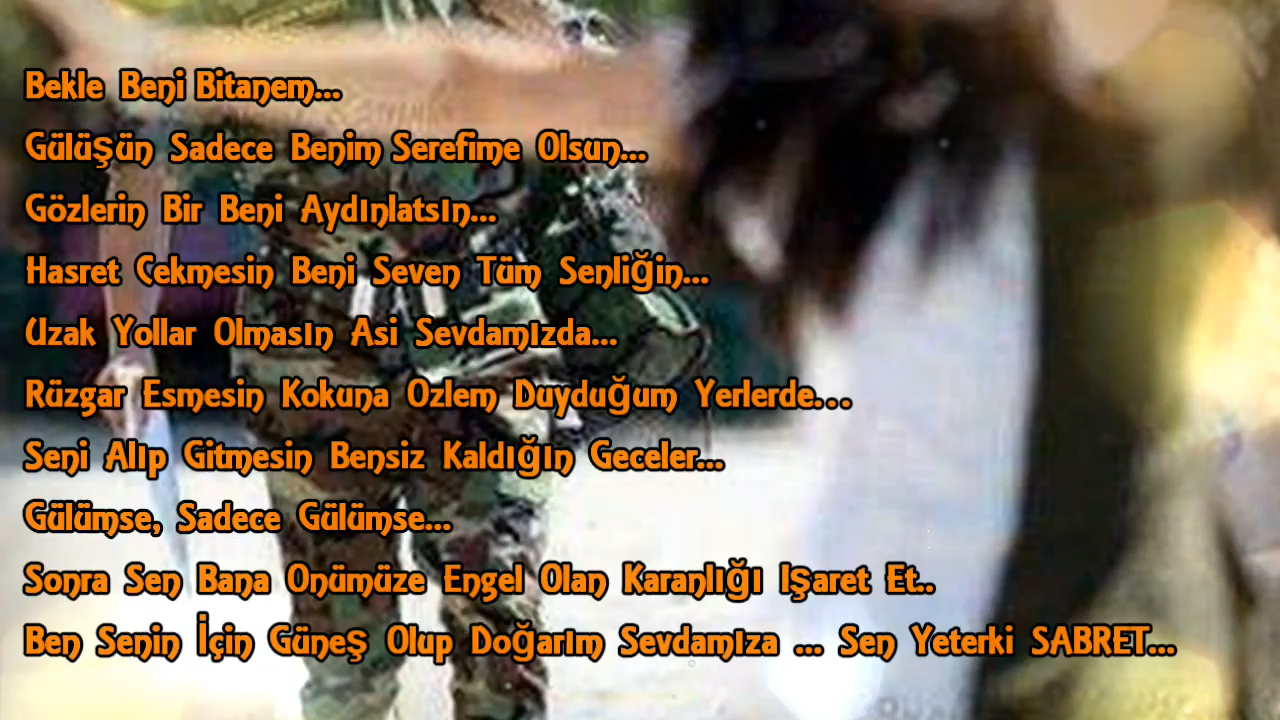 Bekle Beni Bitanem...
Gülüşün Sadece Benim Serefime Olsun...
Gözlerin Bir Beni Aydınlatsın...
Hasret Çekmesin Beni Seven Tüm Senliğin...
Uzak Yollar Olmasın Asi Sevdamızda...
Rüzgar Esmesin Kokuna Ozlem Duyduğum Yerlerde...
Seni Alıp Gitmesin Bensiz Kaldığın Geceler...
Gülümse, Sadece Gülümse...
Sonra Sen Bana Onümüze Engel Olan Karanlığı Işaret Et..
Ben Senin İçin Güneş Olup Doğarım Sevdamıza ... Sen Yeterki SABRET...